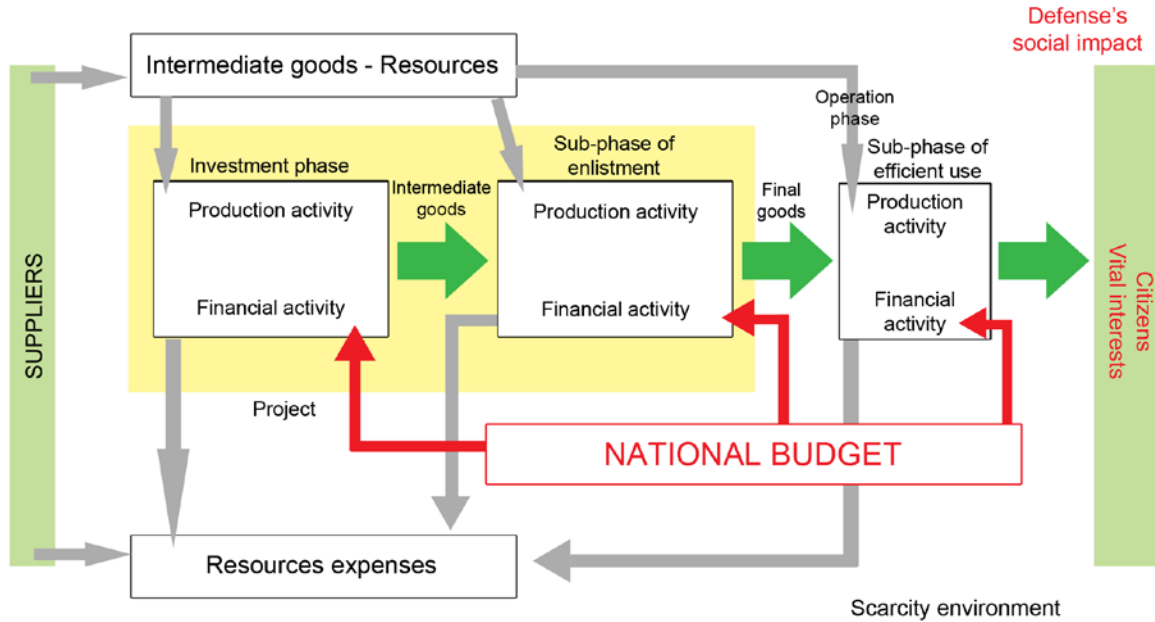 Defense's
social impact
Intermediate goods - Resources
Operation
phase
Investment phase
Sub-phase of
enlistment
Sub-phase of
efficient use
Production activity
Financial activity
Intermediate
goods
Production activity
Financial activity
Final
goods
Production
activity
Financial
activity
SUPPLIERS
Citizens
Vital interests
Project
NATIONAL BUDGET
Resources expenses
Scarcity environment